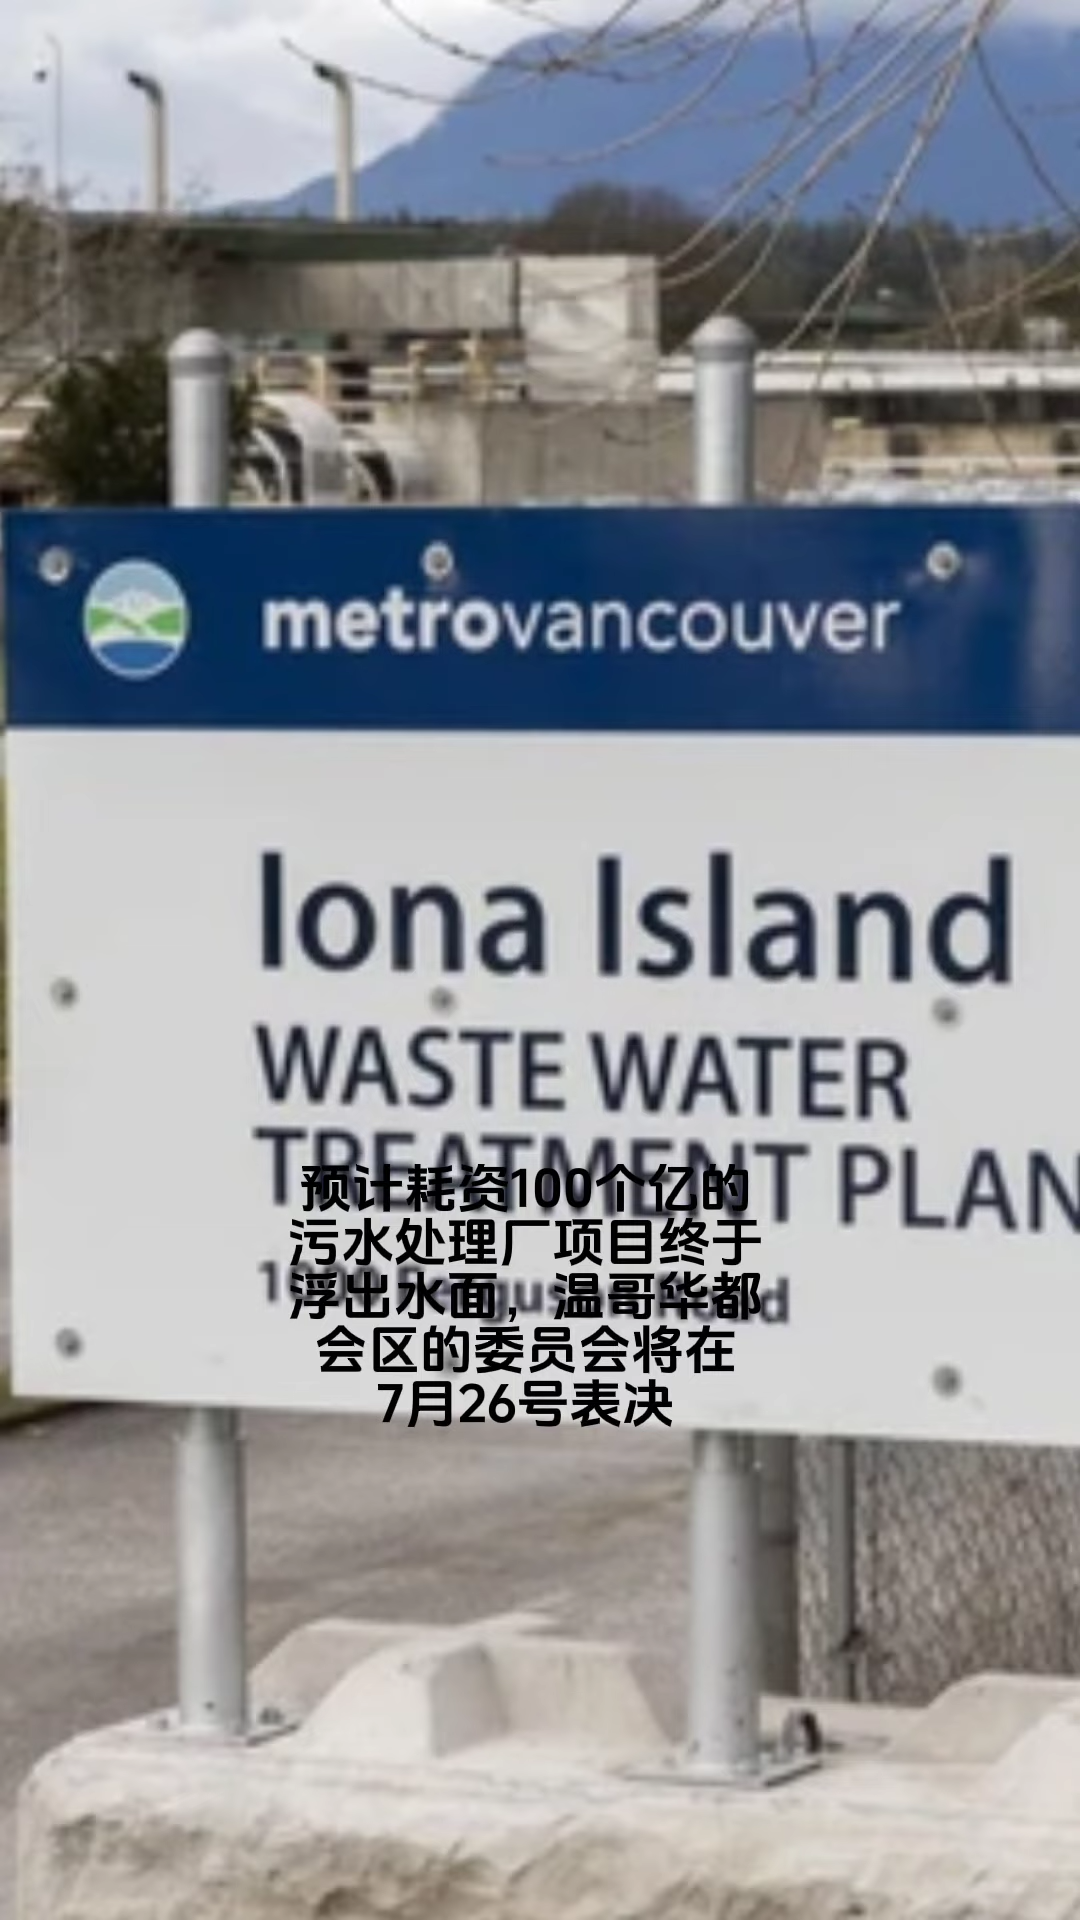 metrovancouver
Iona Island
WASTE WATER
TREATMENT PLAN
预计耗资100个亿的
污水处理厂项目终于
浮出水面，温哥华都
会区的委员会将在
7月26号表决